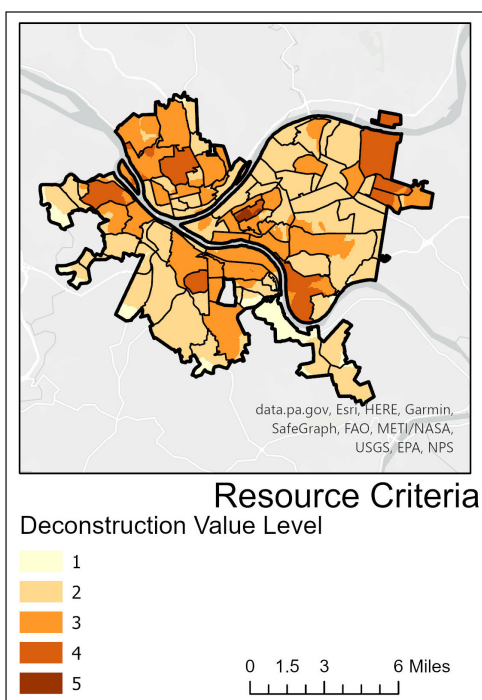 data.pa.gov, Esri, HERE, Garmin,
SafeGraph, FAO, METI/NASA,
USGS, EPA, NPS
Resource Criteria
Deconstruction Value Level
1
2
3
4
5
0 1.5 3 6 Miles